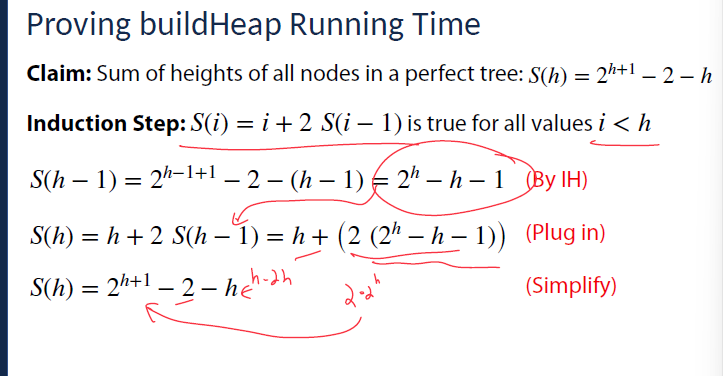 Proving buildHeap Running Time
Claim: Sum of heights of all nodes in a perfect tree: S(h) = 2^{h+1} – 2 – h
Induction Step: S(i) = i + 2 S(i – 1) is true for all values i < h
S(h – 1) = 2^{h–1+1} – 2 – (h – 1) = 2^h – h – 1 (By IH)
S(h) = h + 2 S(h – 1) = h + (2 (2^h – h – 1)) (Plug in)
S(h) = 2^{h+1} – 2 – h ← h-2h (Simplify)
2·2^h